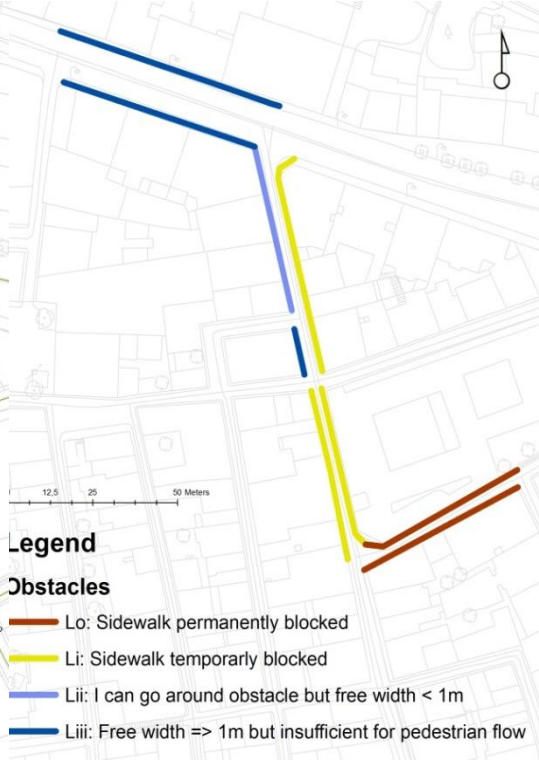 12,5 25 50 Meters
Legend
Obstacles
Lo: Sidewalk permanently blocked
Li: Sidewalk temporarly blocked
Lii: I can go around obstacle but free width < 1m
Liii: Free width => 1m but insufficient for pedestrian flow